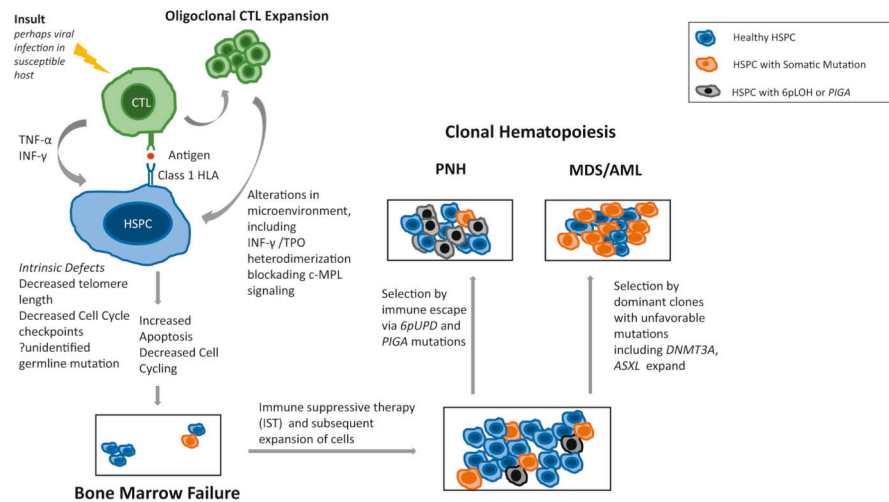 Insult
perhaps viral
infection in
susceptible
host
Oligoclonal CTL Expansion
CTL
TNF-α
INF-γ
Antigen
Class 1 HLA
HSPC
Alterations in
microenvironment,
including
INF-γ /TPO
heterodimerization
blockading c-MPL
signaling
Intrinsic Defects
Decreased telomere
length
Decreased Cell Cycle
checkpoints
?unidentified
germline mutation
Increased
Apoptosis
Decreased Cell
Cycling
Bone Marrow Failure
Immune suppressive therapy
(IST) and subsequent
expansion of cells
Clonal Hematopoiesis
PNH
MDS/AML
Selection by
immune escape
via 6pUPD and
PIGA mutations
Selection by
dominant clones
with unfavorable
mutations
including DNMT3A,
ASXL expand
Healthy HSPC
HSPC with Somatic Mutation
HSPC with 6pLOH or PIGA